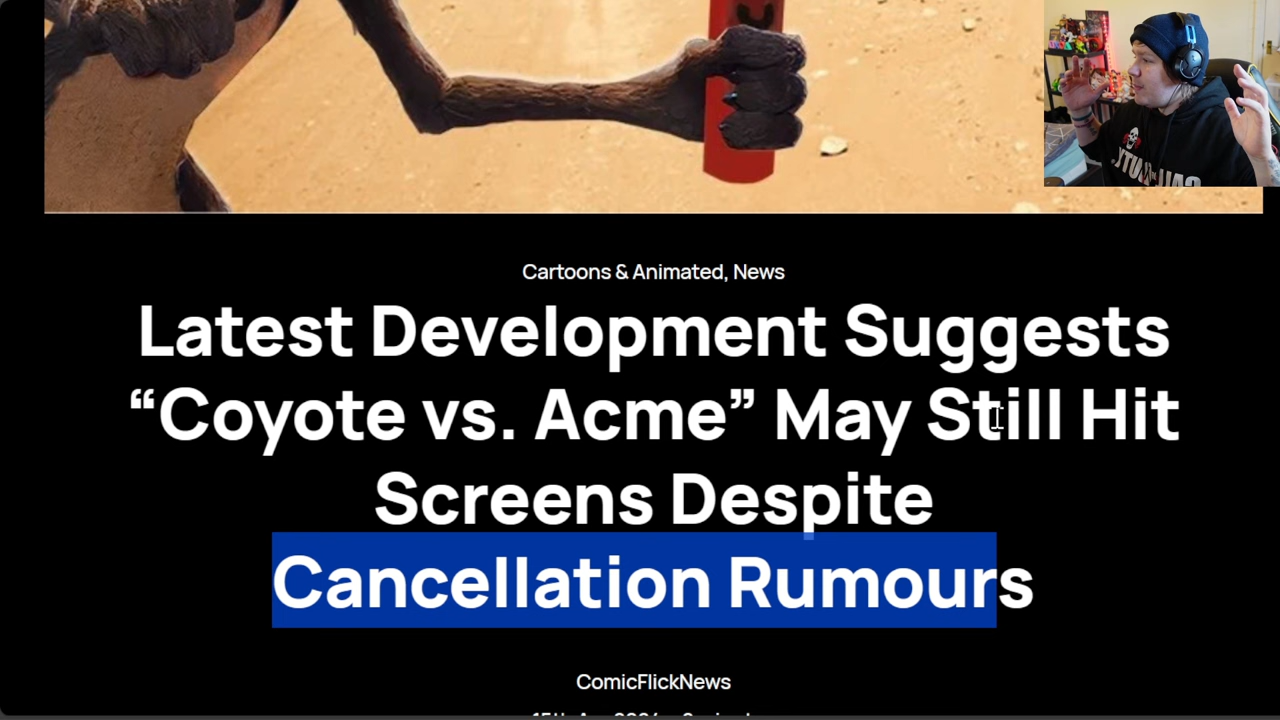 Cartoons & Animated, News
Latest Development Suggests
“Coyote vs. Acme” May Still Hit
Screens Despite
Cancellation Rumours
ComicFlickNews